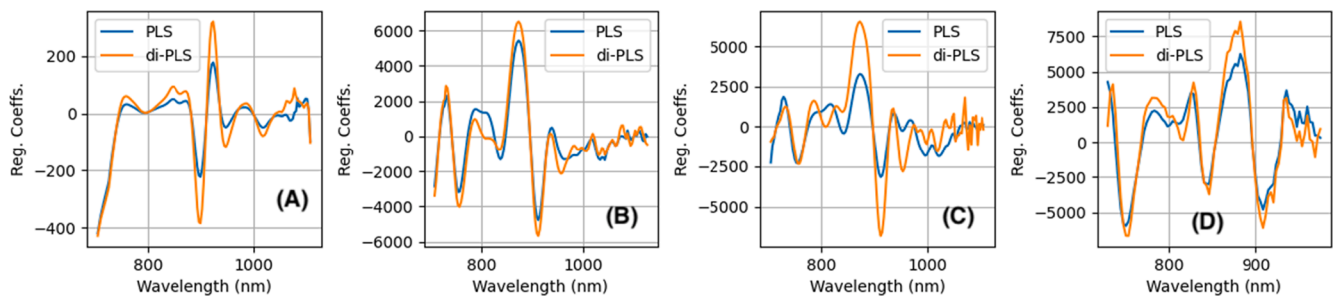 PLS
di-PLS
200
0
−200
−400
Reg. Coeffs.
800
1000
Wavelength (nm)
(A)
PLS
di-PLS
6000
4000
2000
0
−2000
−4000
−6000
Reg. Coeffs.
800
1000
Wavelength (nm)
(B)
PLS
di-PLS
5000
2500
0
−2500
−5000
Reg. Coeffs.
800
1000
Wavelength (nm)
(C)
PLS
di-PLS
7500
5000
2500
0
−2500
−5000
Reg. Coeffs.
800
900
Wavelength (nm)
(D)